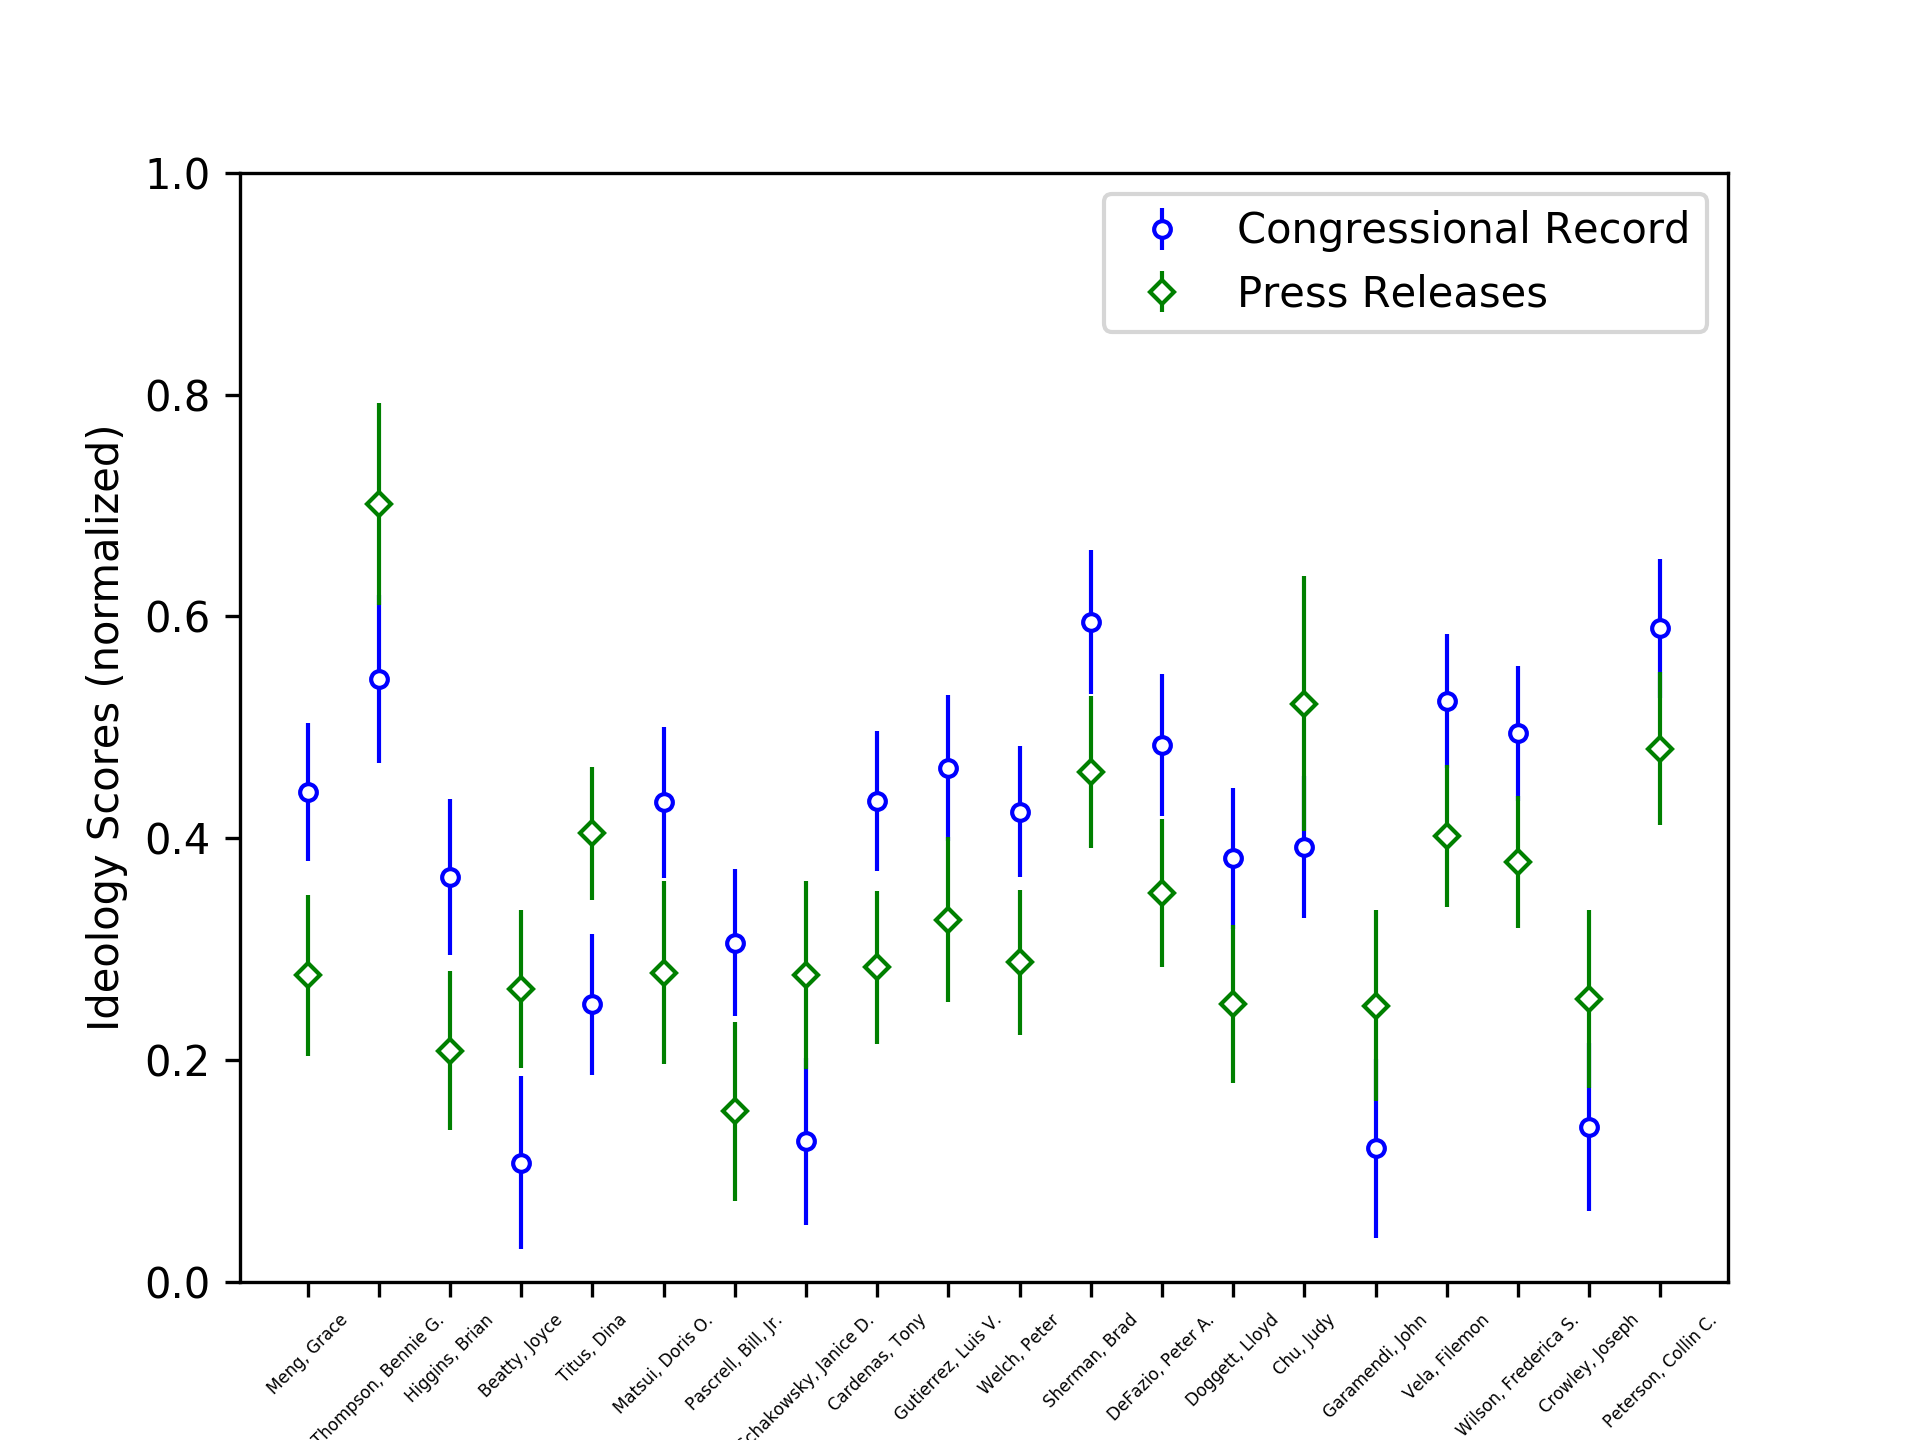 1.0
0.8
0.6
0.4
0.2
0.0
Ideology Scores (normalized)
Congressional Record
Press Releases
Meng, Grace
Thompson, Bennie G.
Higgins, Brian
Beatty, Joyce
Titus, Dina
Matsui, Doris O.
Pascrell, Bill, Jr.
Schakowsky, Janice D.
Cardenas, Tony
Gutierrez, Luis V.
Welch, Peter
Sherman, Brad
DeFazio, Peter A.
Doggett, Lloyd
Chu, Judy
Garamendi, John
Vela, Filemon
Wilson, Frederica S.
Crowley, Joseph
Peterson, Collin C.